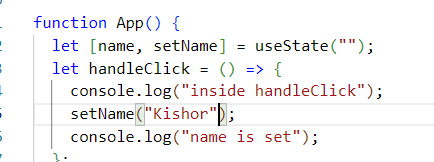 function App() {
let [name, setName] = useState("");
let handleClick = () => {
console.log("inside handleClick");
setName("Kishor");
console.log("name is set");
};